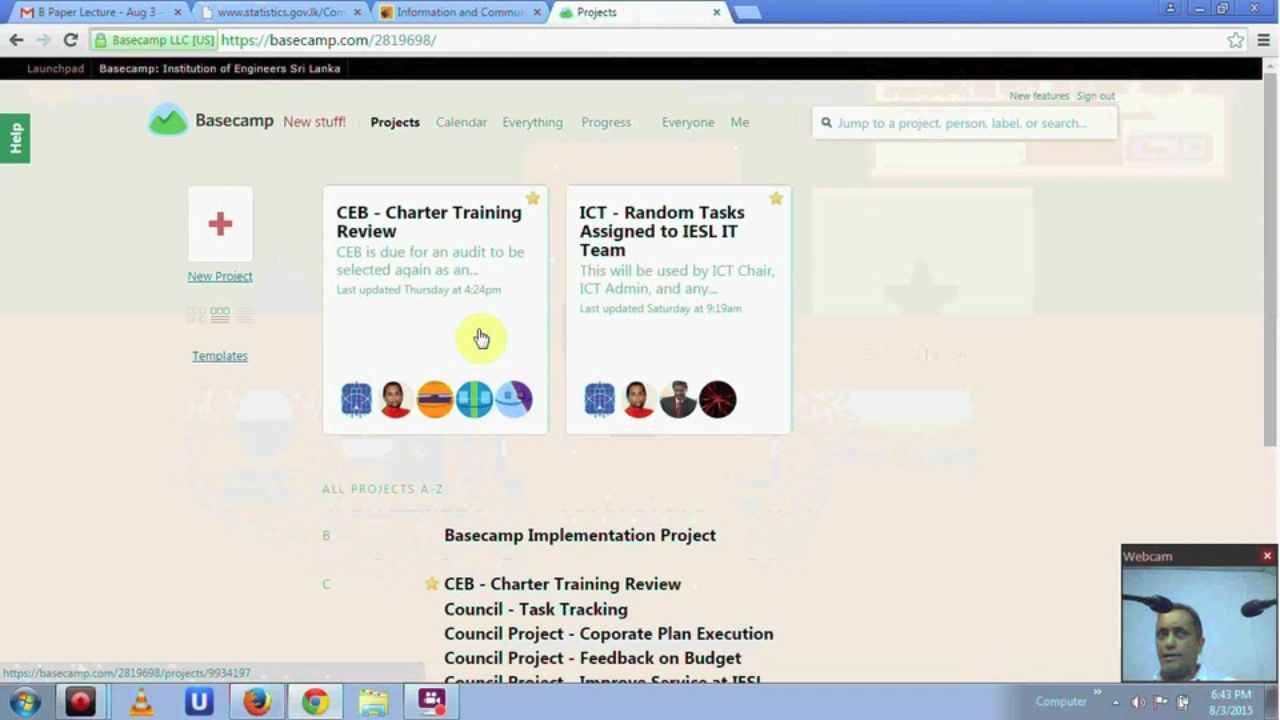 B Paper Lecture - Aug 3 -
www.statistics.gov.lk/Com
Information and Commun
Projects
Basecamp LLC [US] https://basecamp.com/2819698/
Launchpad Basecamp: Institution of Engineers Sri Lanka
New features Sign out
Help
Basecamp New stuff! Projects Calendar Everything Progress Everyone Me
Jump to a project, person, label, or search...
New Project
Templates
CEB - Charter Training
Review
CEB is due for an audit to be
selected again as an...
Last updated Thursday at 4:24pm
ICT - Random Tasks
Assigned to IESL IT
Team
This will be used by ICT Chair,
ICT Admin, and any...
Last updated Saturday at 9:19am
ALL PROJECTS A-Z
B Basecamp Implementation Project
C CEB - Charter Training Review
Council - Task Tracking
Council Project - Coporate Plan Execution
Council Project - Feedback on Budget
Council Project - Improve Service at IESL
Webcam
https://basecamp.com/2819698/projects/9934197
U
Computer
6:43 PM
8/3/2015